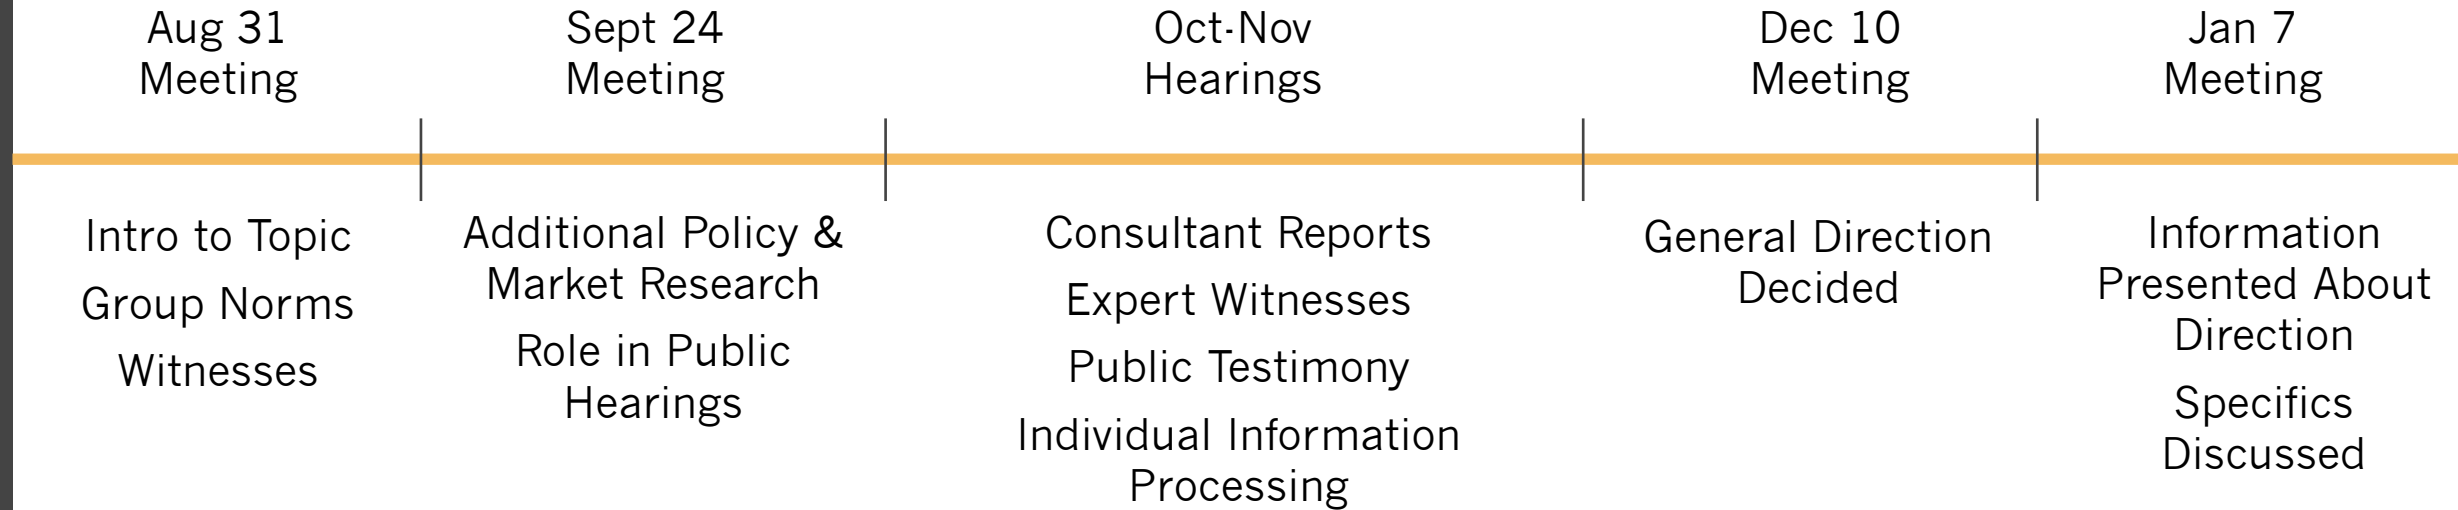 Aug 31
Meeting
Sept 24
Meeting
Oct-Nov
Hearings
Dec 10
Meeting
Jan 7
Meeting
Intro to Topic
Group Norms
Witnesses
Additional Policy &
Market Research
Role in Public
Hearings
Consultant Reports
Expert Witnesses
Public Testimony
Individual Information
Processing
General Direction
Decided
Information
Presented About
Direction
Specifics
Discussed